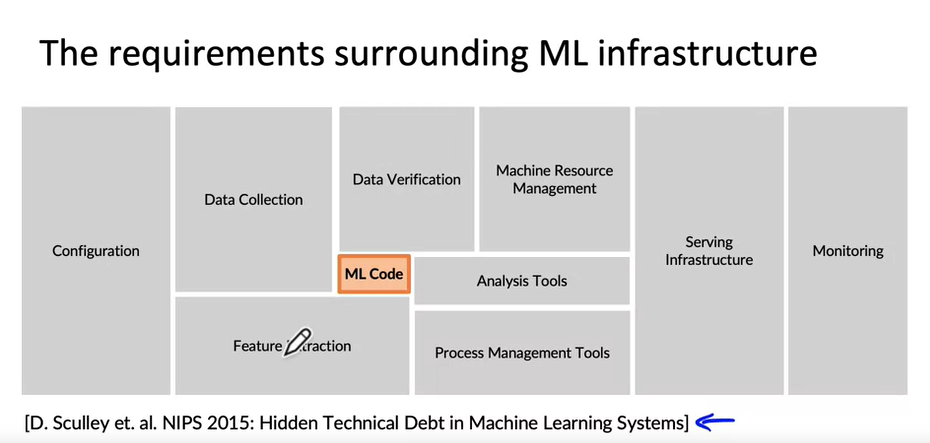 The requirements surrounding ML infrastructure
Configuration
Data Collection
Data Verification
Machine Resource
Management
ML Code
Feature Extraction
Analysis Tools
Process Management Tools
Serving
Infrastructure
Monitoring
[D. Sculley et. al. NIPS 2015: Hidden Technical Debt in Machine Learning Systems]